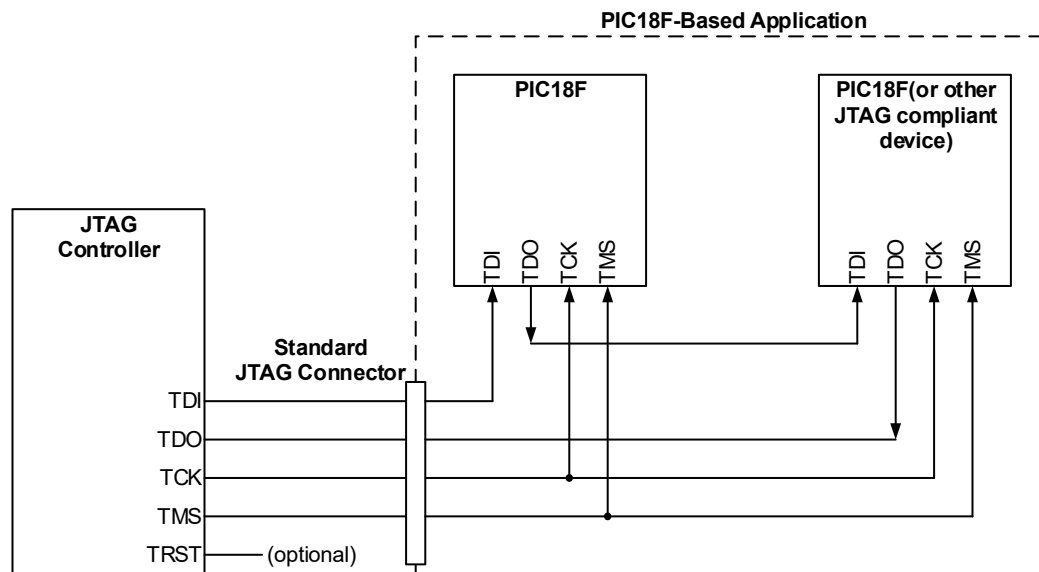 PIC18F-Based Application
PIC18F
PIC18F(or other
JTAG compliant
device)
TDI
TDO
TCK
TMS
TDI
TDO
TCK
TMS
JTAG
Controller
Standard
JTAG Connector
TDI
TDO
TCK
TMS
TRST
(optional)